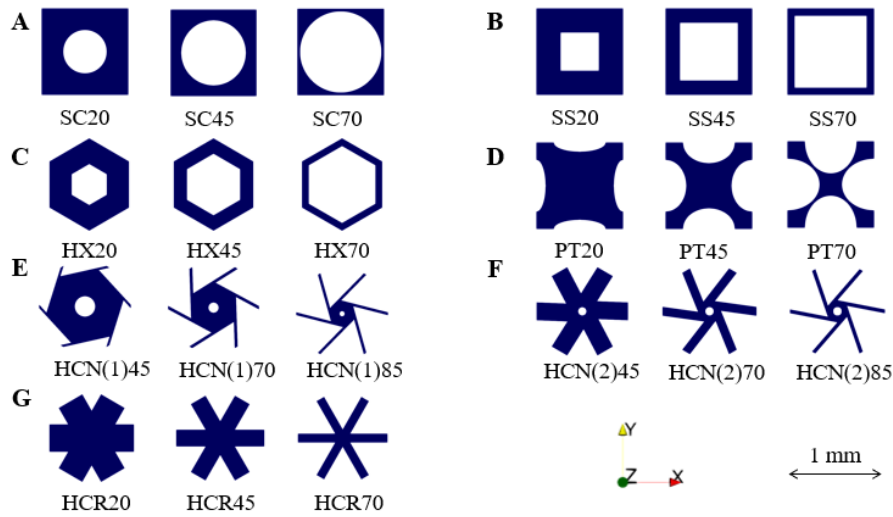 A
SC20 SC45 SC70
B
SS20 SS45 SS70
C
HX20 HX45 HX70
D
PT20 PT45 PT70
E
HCN(1)45 HCN(1)70 HCN(1)85
F
HCN(2)45 HCN(2)70 HCN(2)85
G
HCR20 HCR45 HCR70
Y
Z X
1 mm